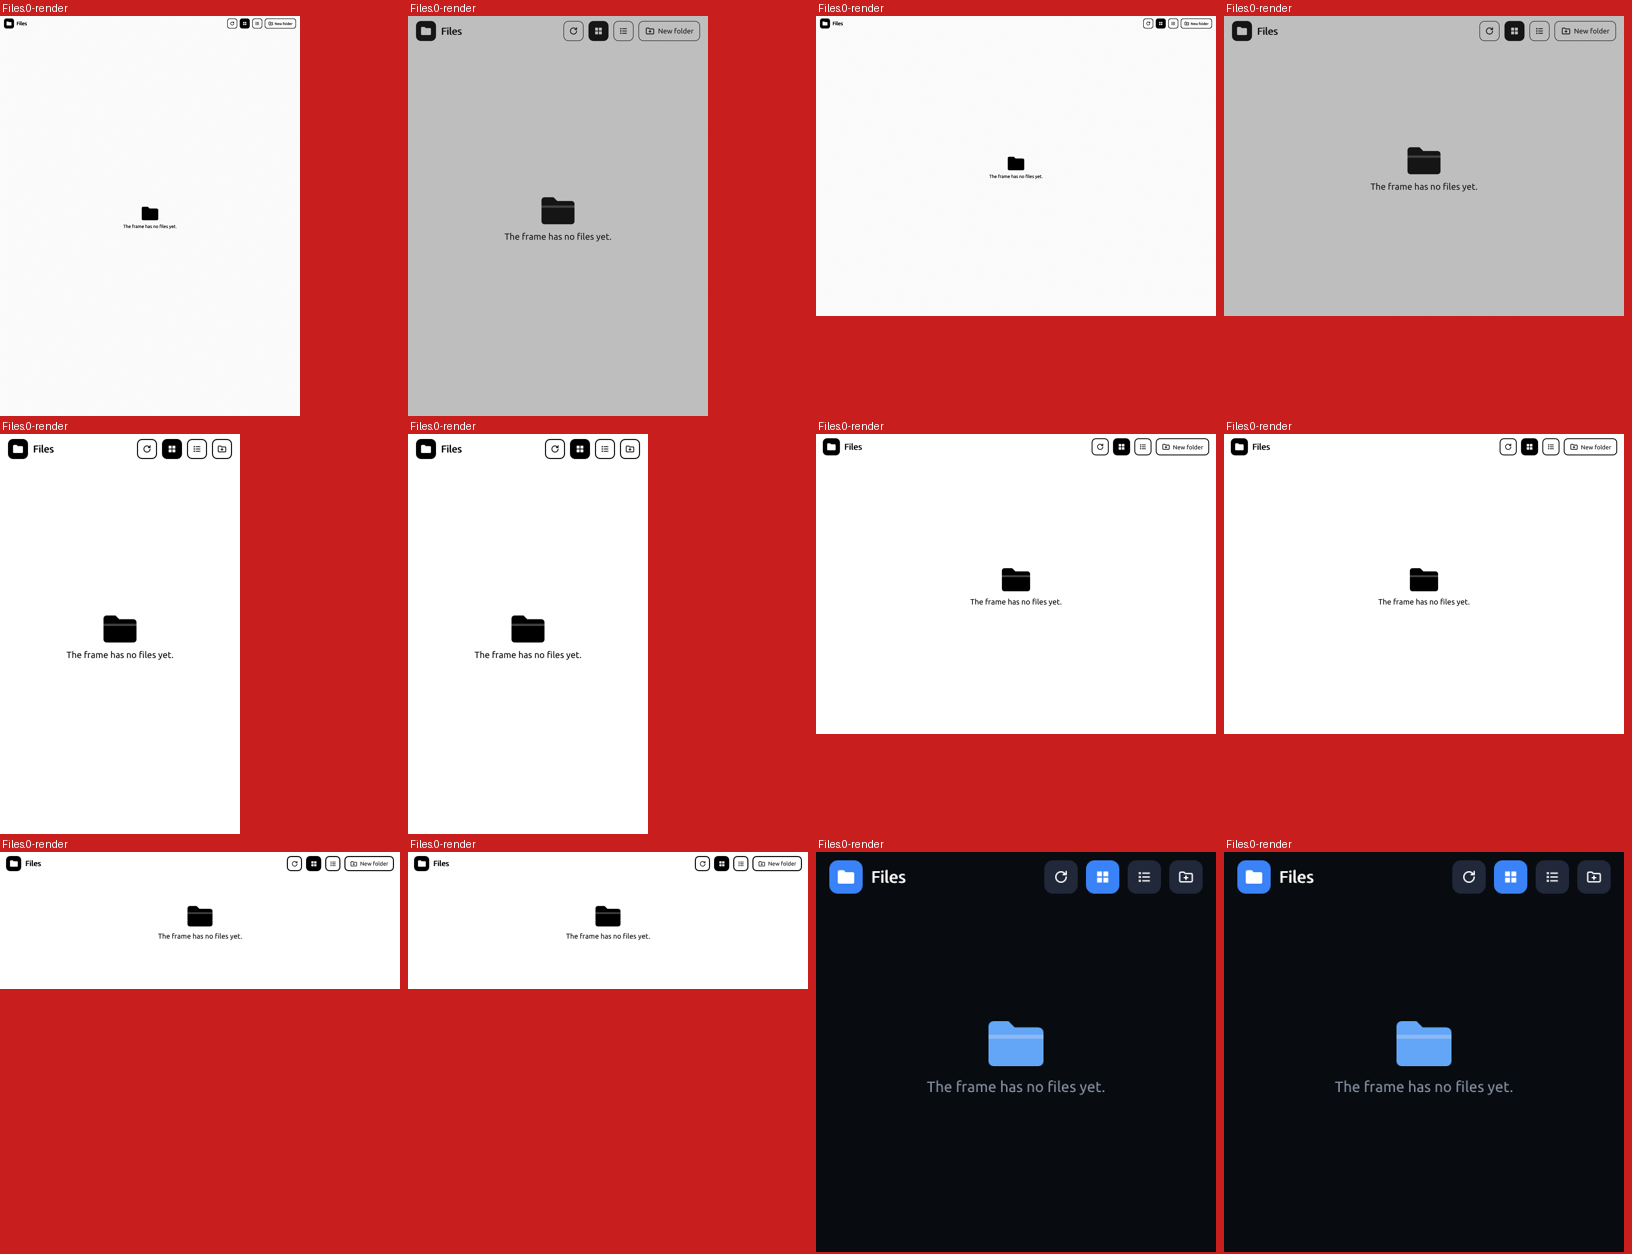 Files.0-render
Files
New folder
The frame has no files yet.
Files.0-render
Files
New folder
The frame has no files yet.
Files.0-render
Files
New folder
The frame has no files yet.
Files.0-render
Files
New folder
The frame has no files yet.
Files.0-render
Files
The frame has no files yet.
Files.0-render
Files
The frame has no files yet.
Files.0-render
Files
New folder
The frame has no files yet.
Files.0-render
Files
New folder
The frame has no files yet.
Files.0-render
Files
New folder
The frame has no files yet.
Files.0-render
Files
New folder
The frame has no files yet.
Files.0-render
Files
The frame has no files yet.
Files.0-render
Files
The frame has no files yet.